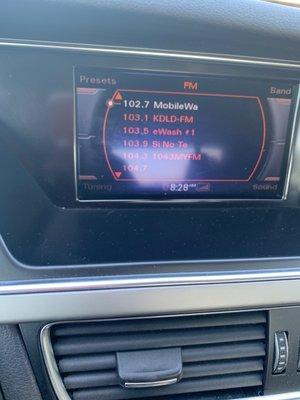 Presets
FM
Band
102.7 MobileWa
103.1 KDLD-FM
103.5 eWash #1
103.9 Si No Te
104.3 1043MYFM
104.7
Tuning
8:28 AM
Sound